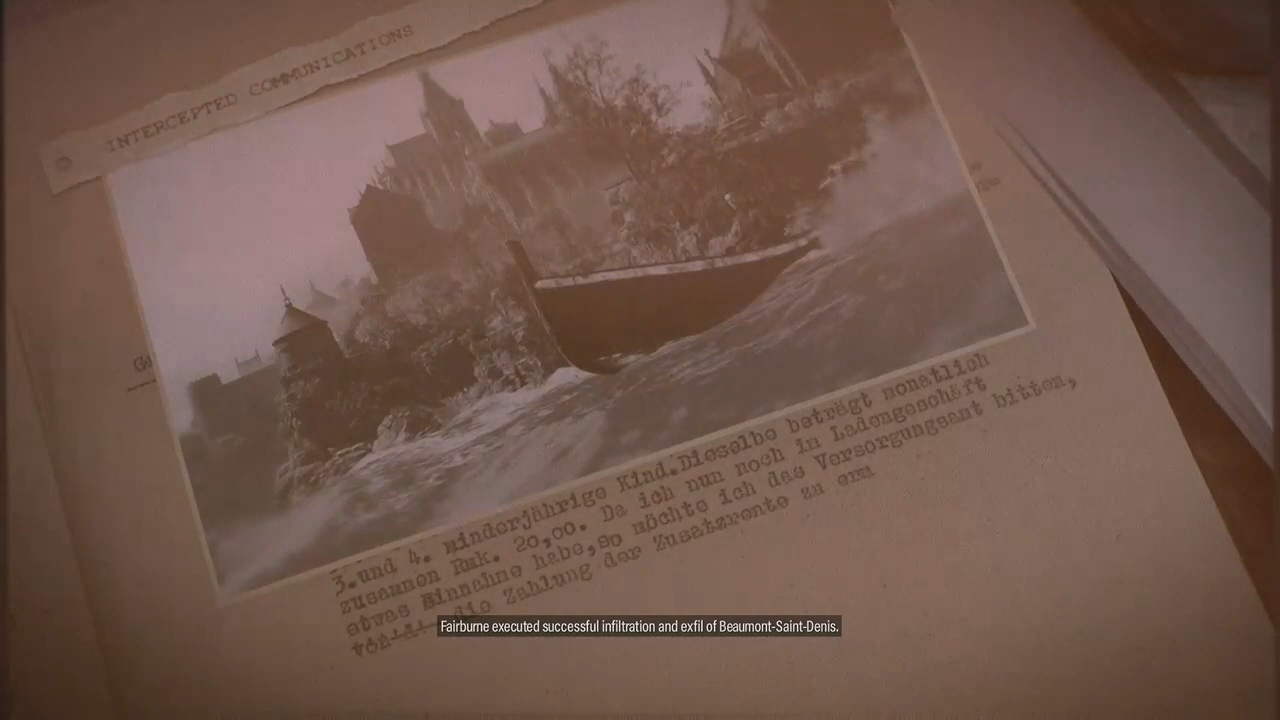 INTERCEPTED COMMUNICATIONS
3.und 4. minderjährige Kind.Dieselbe beträgt monatlich
zusammen Rmk. 20,00. Da ich nun noch in Ladengeschäft
etwas Einnahme habe,so möchte ich das Versorgungsamt bitten,
die Zahlung der Zusatzrente zu
Fairburne executed successful infiltration and exfil of Beaumont-Saint-Denis.